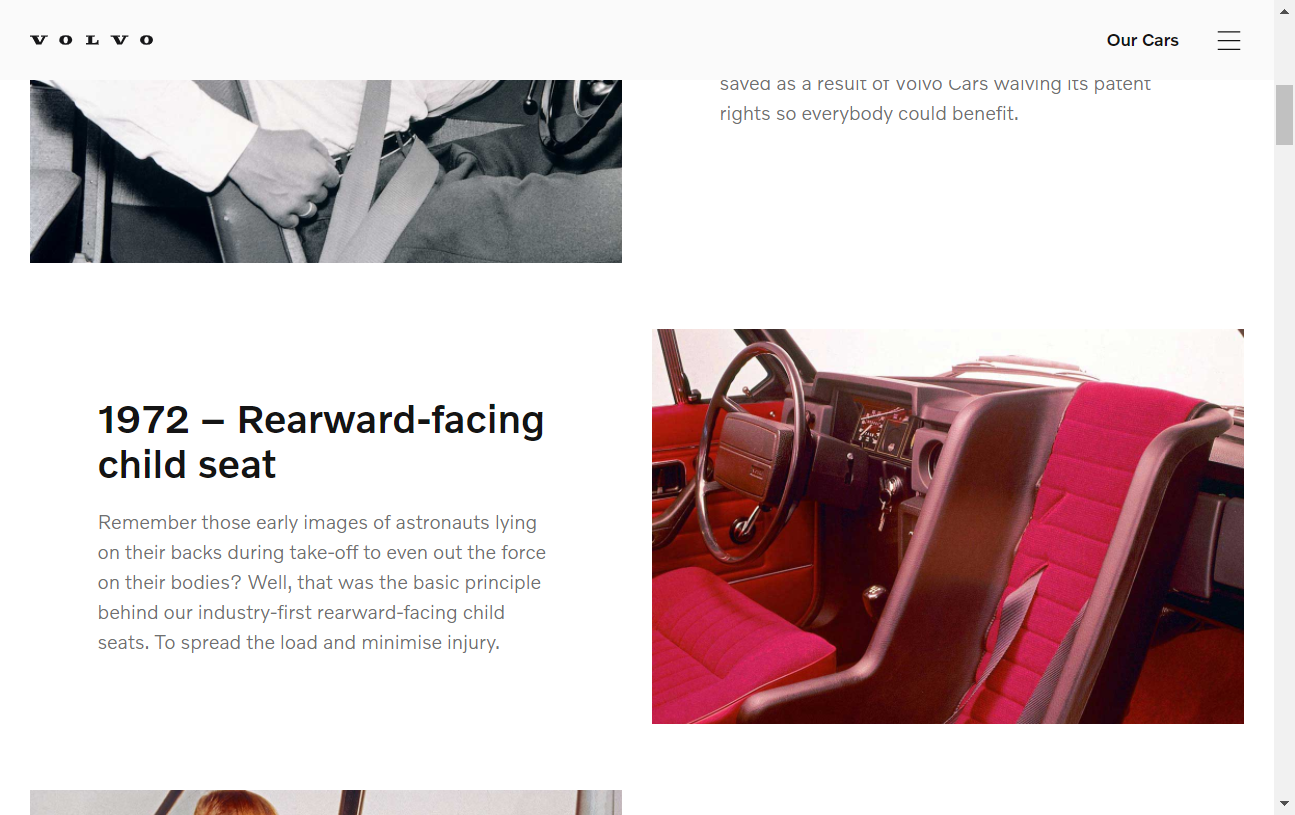 VOLVO
Our Cars
saved as a result of Volvo Cars waiving its patent
rights so everybody could benefit.
1972 – Rearward-facing
child seat
Remember those early images of astronauts lying
on their backs during take-off to even out the force
on their bodies? Well, that was the basic principle
behind our industry-first rearward-facing child
seats. To spread the load and minimise injury.